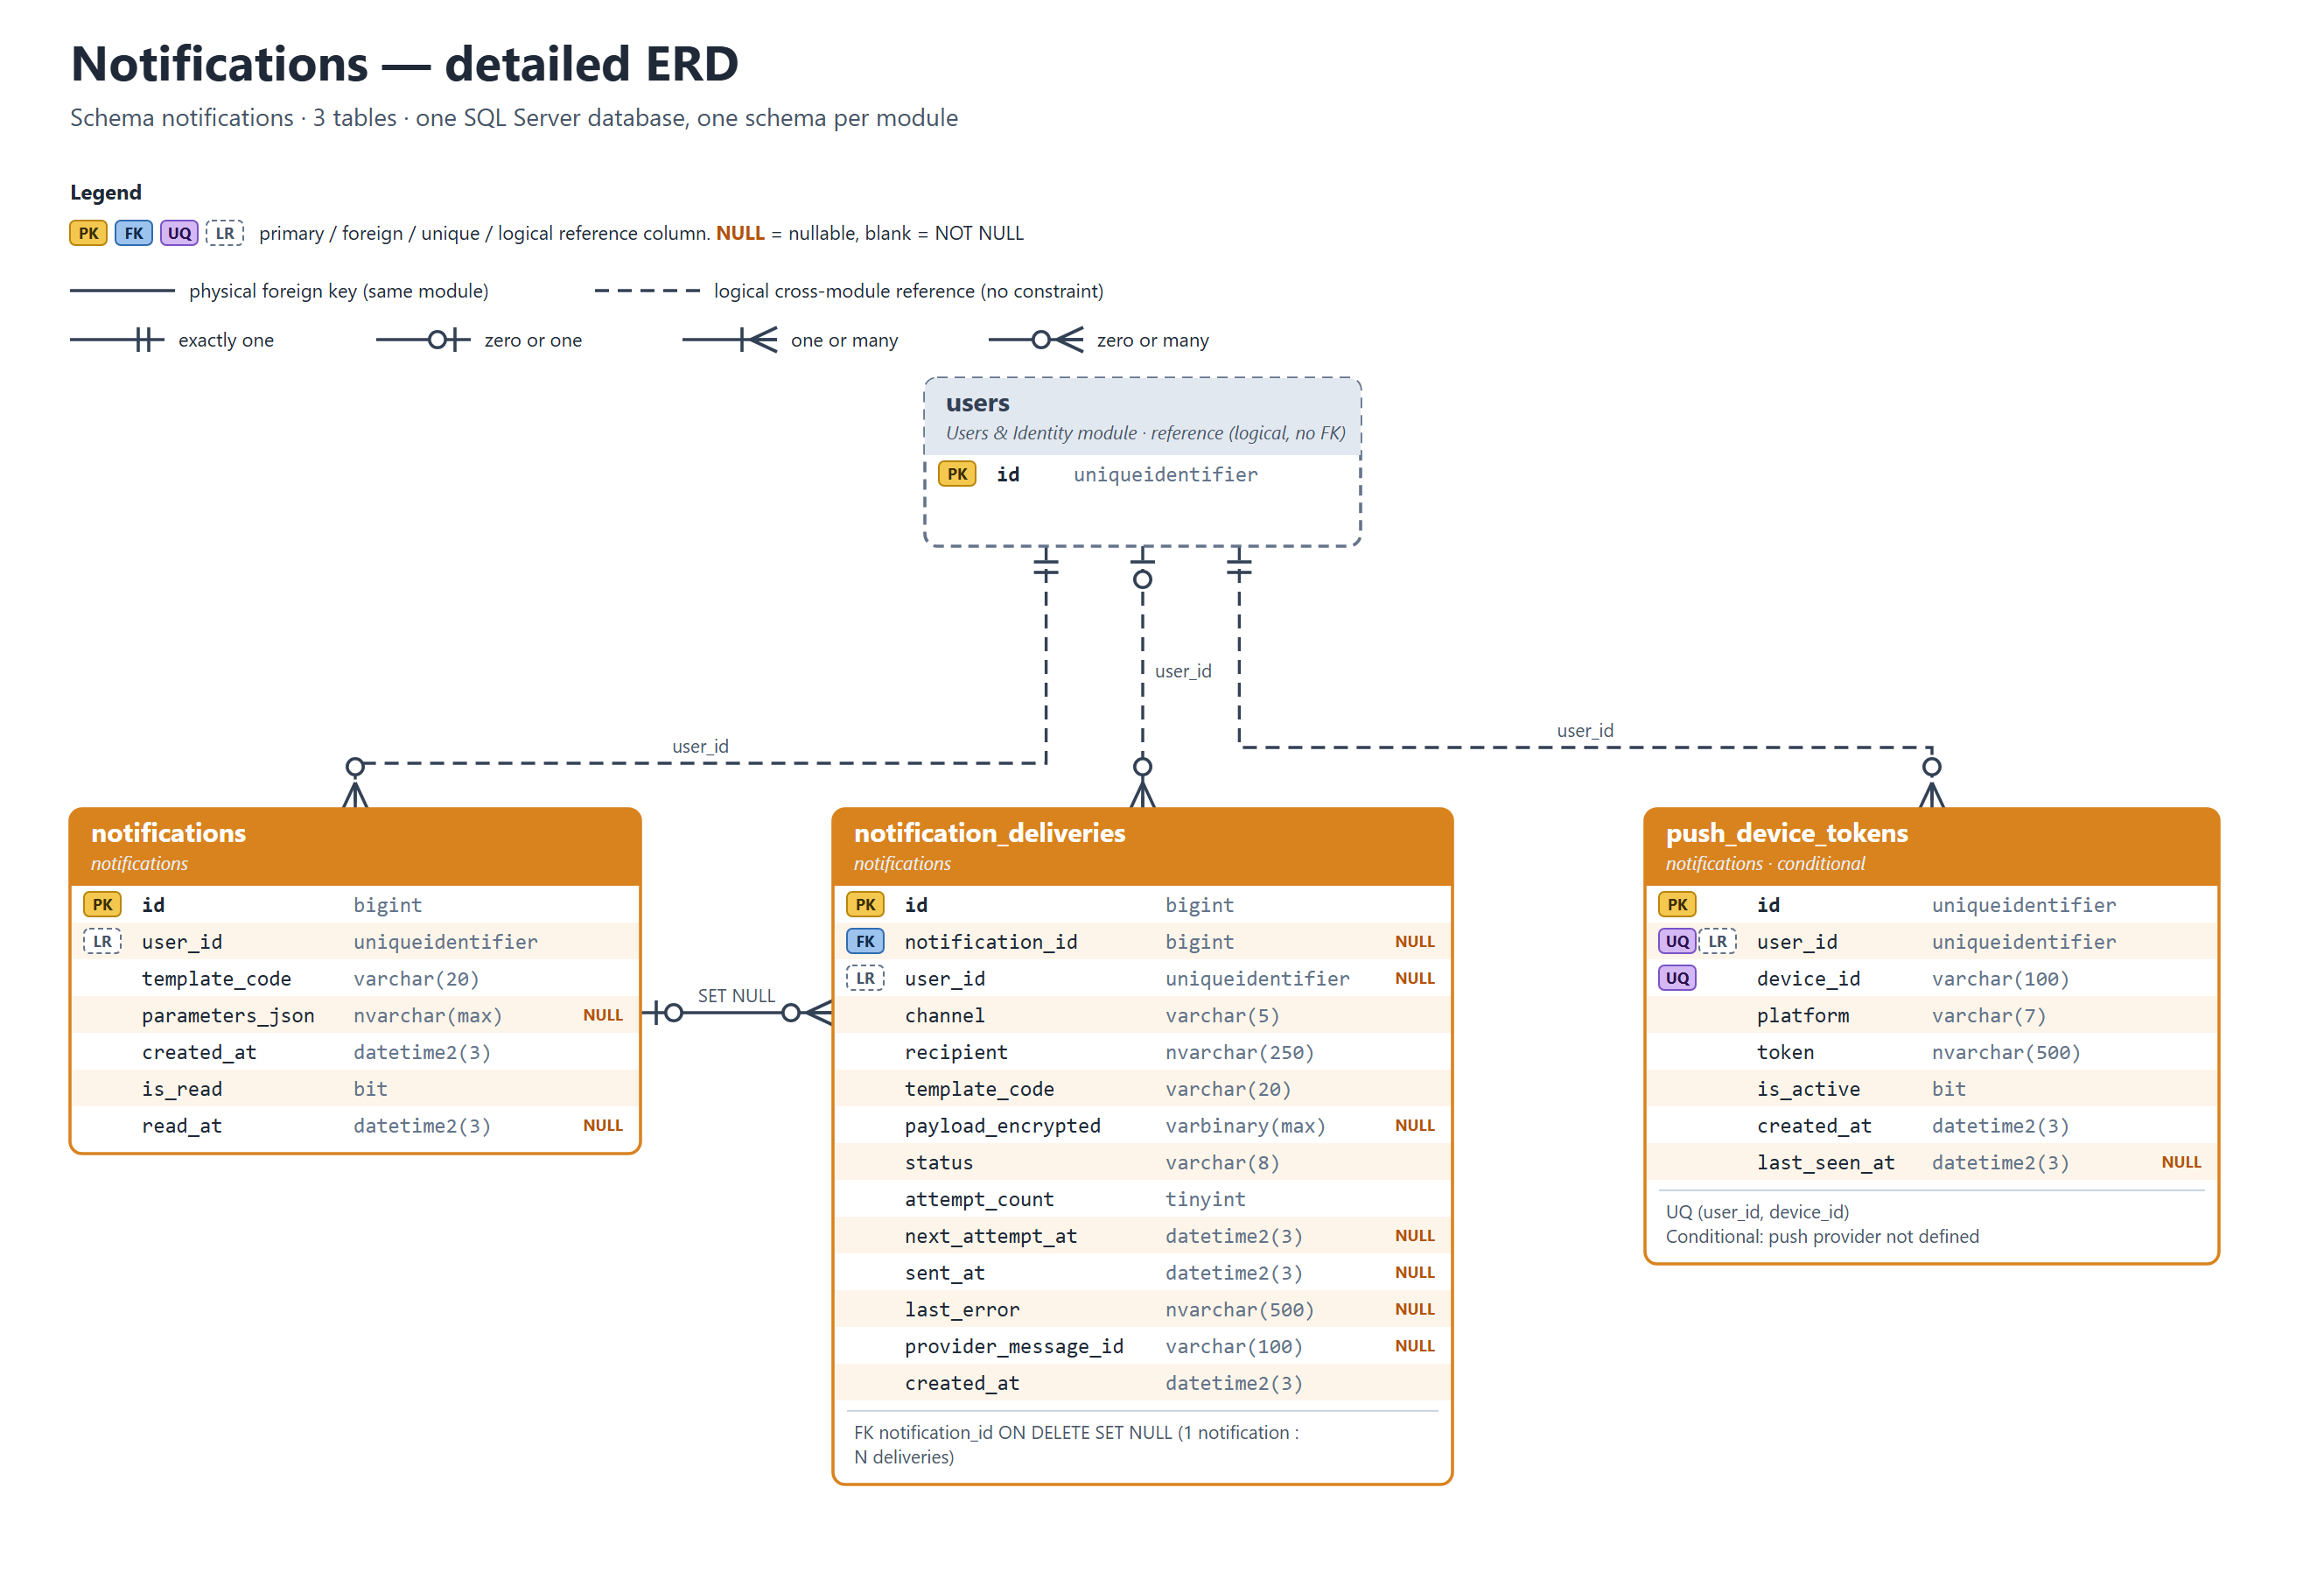 Notifications — detailed ERD
Schema notifications · 3 tables · one SQL Server database, one schema per module
Legend
PK FK UQ LR primary / foreign / unique / logical reference column. NULL = nullable, blank = NOT NULL
physical foreign key (same module) logical cross-module reference (no constraint)
exactly one zero or one one or many zero or many
users
Users & Identity module · reference (logical, no FK)
PK id uniqueidentifier
user_id
user_id
user_id
notifications
notifications
PK id bigint
LR user_id uniqueidentifier
template_code varchar(20)
parameters_json nvarchar(max) NULL
created_at datetime2(3)
is_read bit
read_at datetime2(3) NULL
SET NULL
notification_deliveries
notifications
PK id bigint
FK notification_id bigint NULL
LR user_id uniqueidentifier NULL
channel varchar(5)
recipient nvarchar(250)
template_code varchar(20)
payload_encrypted varbinary(max) NULL
status varchar(8)
attempt_count tinyint
next_attempt_at datetime2(3) NULL
sent_at datetime2(3) NULL
last_error nvarchar(500) NULL
provider_message_id varchar(100) NULL
created_at datetime2(3)
FK notification_id ON DELETE SET NULL (1 notification :
N deliveries)
push_device_tokens
notifications · conditional
PK id uniqueidentifier
UQ LR user_id uniqueidentifier
UQ device_id varchar(100)
platform varchar(7)
token nvarchar(500)
is_active bit
created_at datetime2(3)
last_seen_at datetime2(3) NULL
UQ (user_id, device_id)
Conditional: push provider not defined